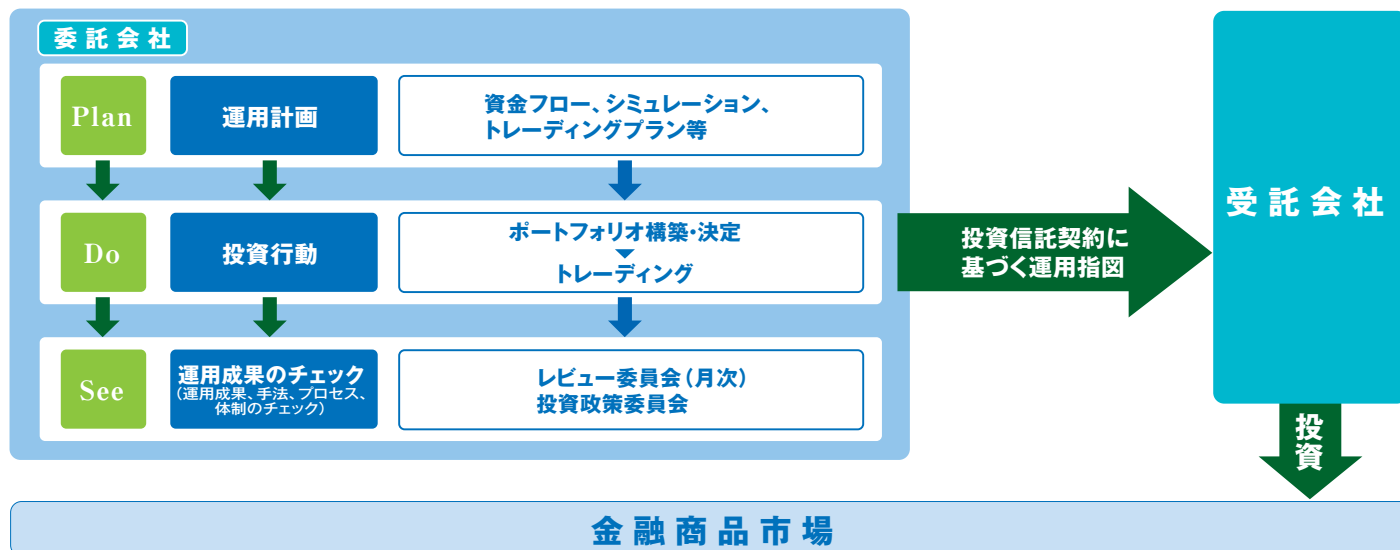 委託会社
Plan
運用計画
資金フロー、シミュレーション、
トレーディングプラン等
Do
投資行動
ポートフォリオ構築・決定
トレーディング
See
運用成果のチェック
(運用成果、手法、プロセス、
体制のチェック)
レビュー委員会(月次)
投資政策委員会
投資信託契約に
基づく運用指図
受託会社
投資
金融商品市場